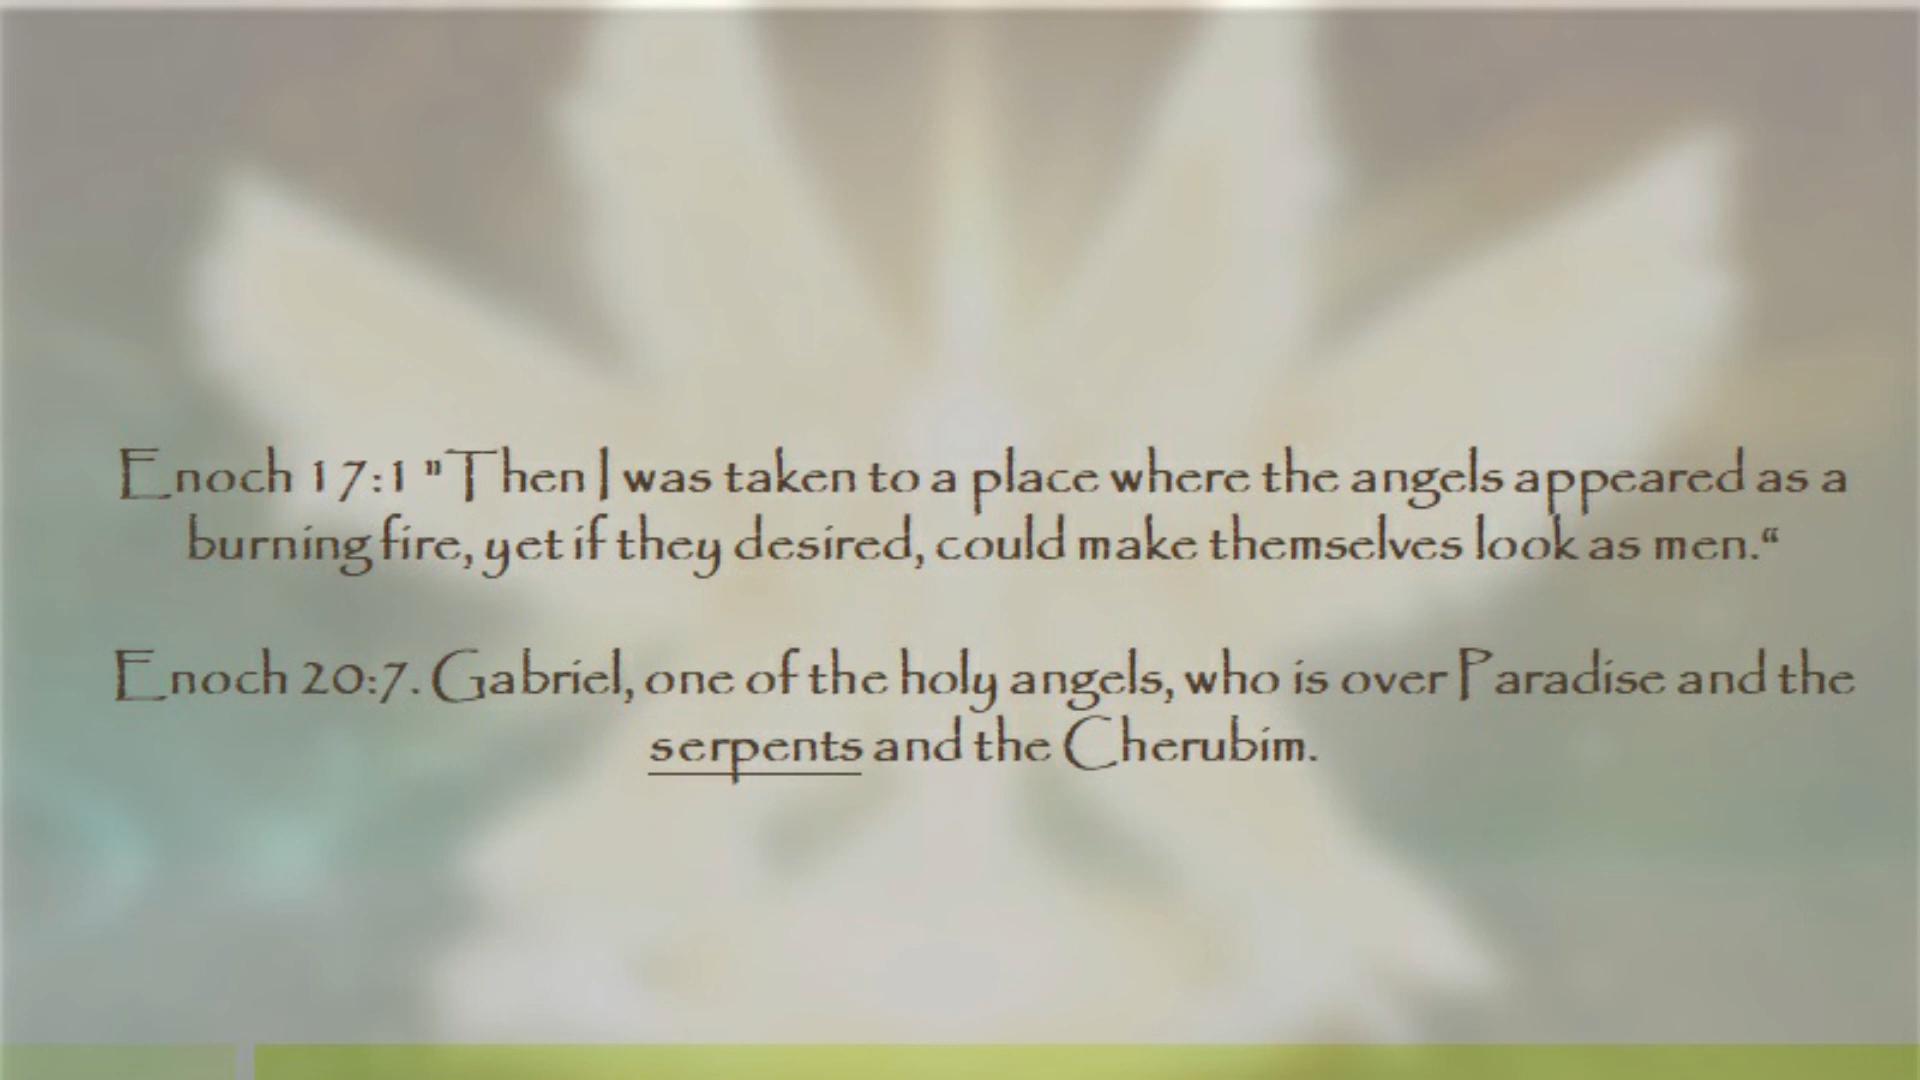 Enoch 17:1 "Then I was taken to a place where the angels appeared as a
burning fire, yet if they desired, could make themselves look as men.“
Enoch 20:7. Gabriel, one of the holy angels, who is over Paradise and the
serpents and the Cherubim.